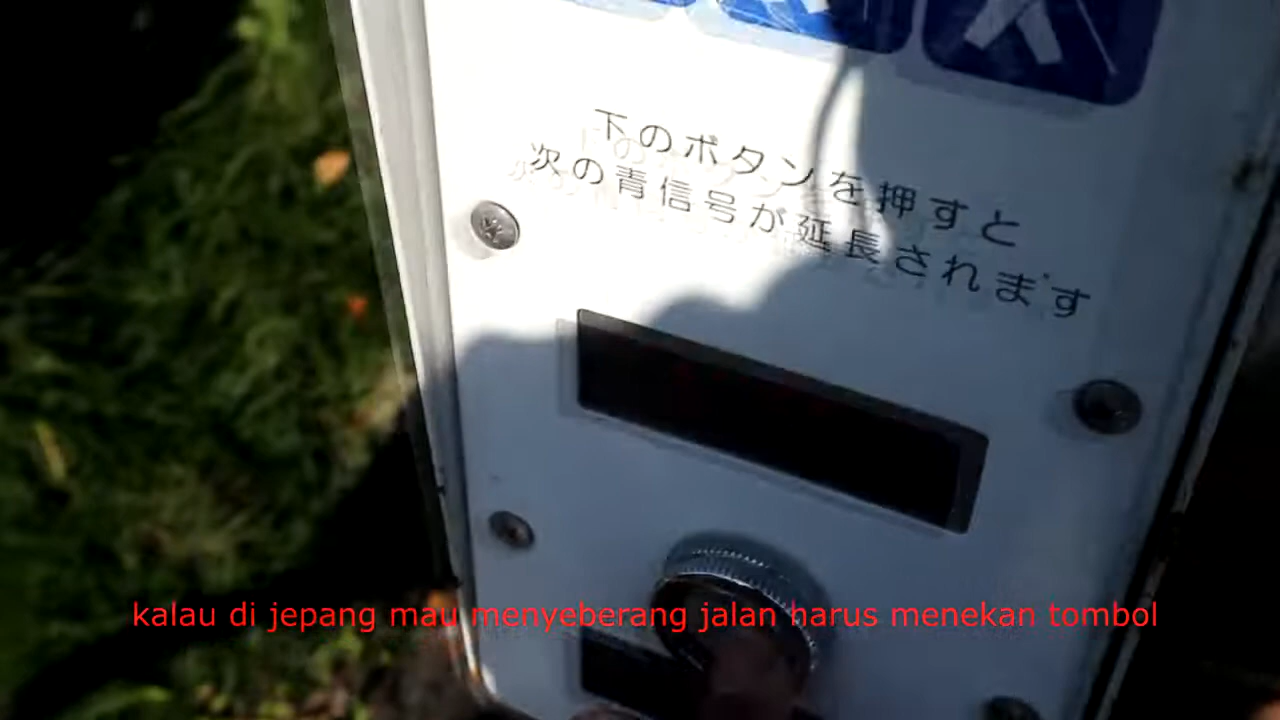 下のボタンを押すと
次の青信号が延長されます
kalau di jepang mau menyeberang jalan harus menekan tombol